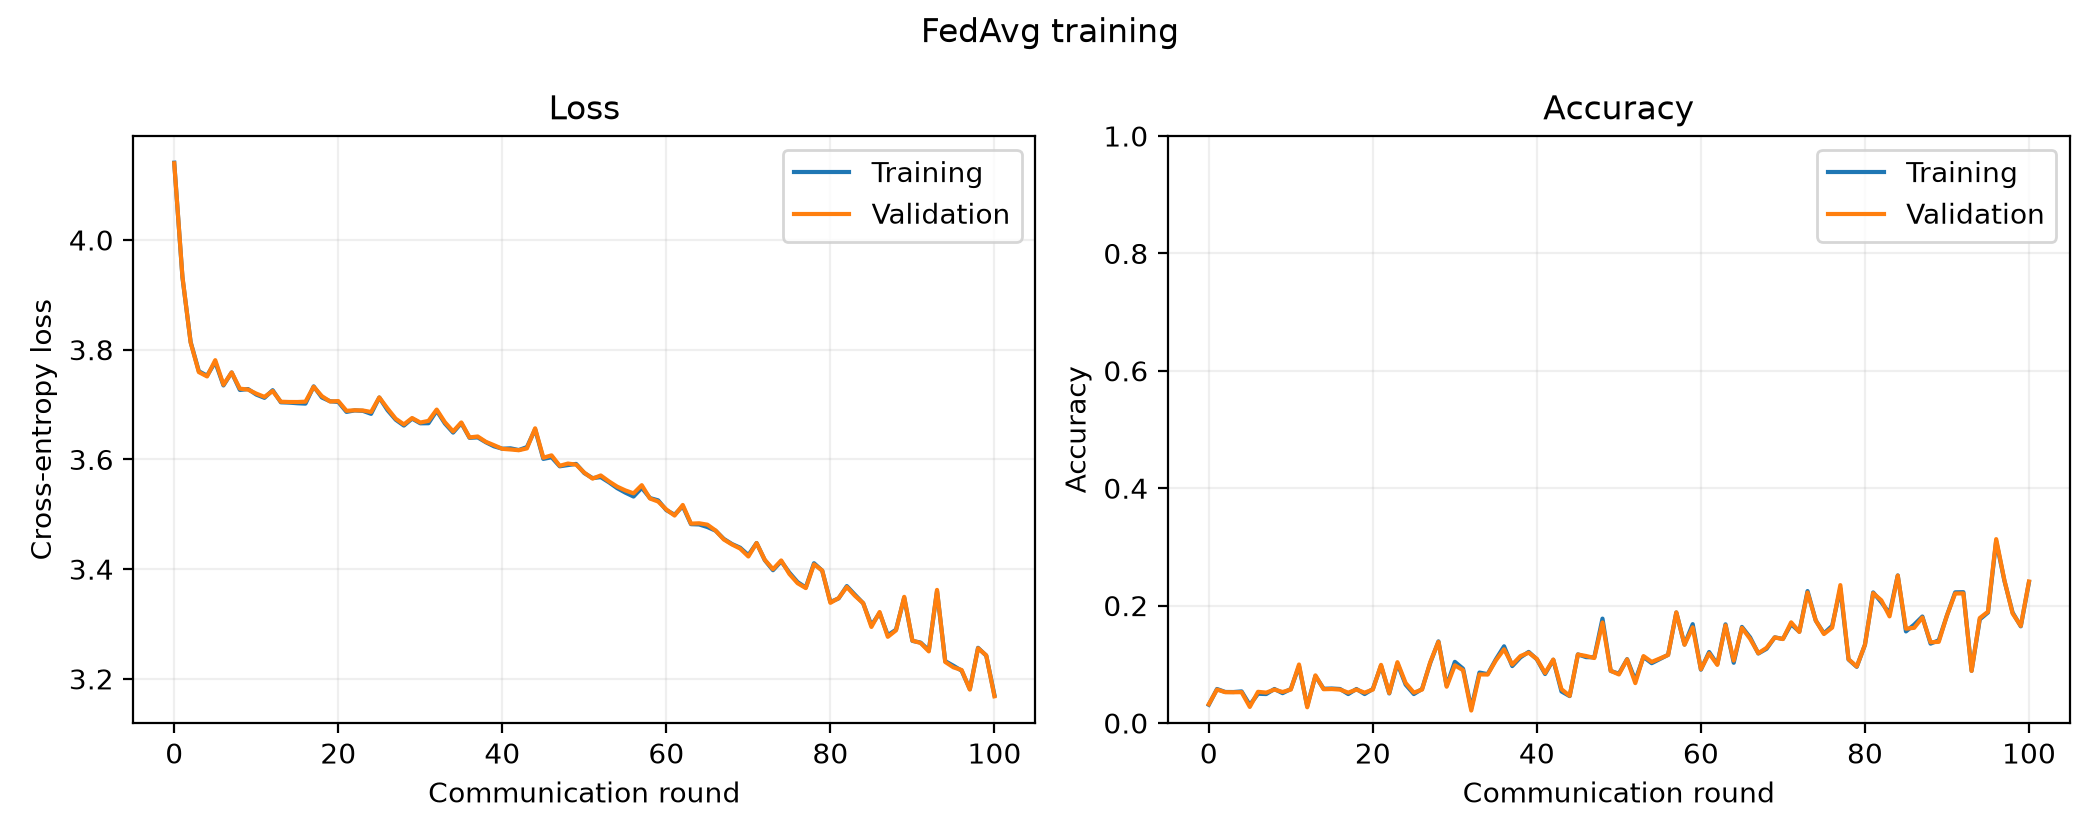 FedAvg training
Loss
Training
Validation
4.0
3.8
3.6
3.4
3.2
Cross-entropy loss
0 20 40 60 80 100
Communication round
Accuracy
Training
Validation
1.0
0.8
0.6
0.4
0.2
0.0
Accuracy
0 20 40 60 80 100
Communication round